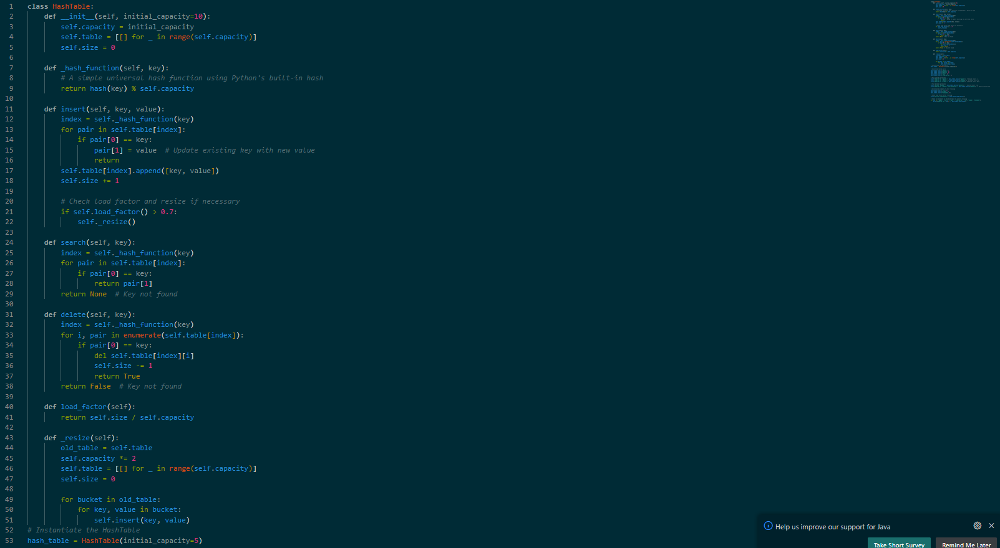 1 class HashTable:
2 def __init__(self, initial_capacity=10):
3 self.capacity = initial_capacity
4 self.table = [[] for _ in range(self.capacity)]
5 self.size = 0
6
7 def _hash_function(self, key):
8 # A simple universal hash function using Python's built-in hash
9 return hash(key) % self.capacity
10
11 def insert(self, key, value):
12 index = self._hash_function(key)
13 for pair in self.table[index]:
14 if pair[0] == key:
15 pair[1] = value  # Update existing key with new value
16 return
17 self.table[index].append([key, value])
18 self.size += 1
19
20 # Check load factor and resize if necessary
21 if self.load_factor() > 0.7:
22 self._resize()
23
24 def search(self, key):
25 index = self._hash_function(key)
26 for pair in self.table[index]:
27 if pair[0] == key:
28 return pair[1]
29 return None  # Key not found
30
31 def delete(self, key):
32 index = self._hash_function(key)
33 for i, pair in enumerate(self.table[index]):
34 if pair[0] == key:
35 del self.table[index][i]
36 self.size -= 1
37 return True
38 return False  # Key not found
39
40 def load_factor(self):
41 return self.size / self.capacity
42
43 def _resize(self):
44 old_table = self.table
45 self.capacity *= 2
46 self.table = [[] for _ in range(self.capacity)]
47 self.size = 0
48
49 for bucket in old_table:
50 for key, value in bucket:
51 self.insert(key, value)
52 # Instantiate the HashTable
53 hash_table = HashTable(initial_capacity=5)
Help us improve our support for Java
Take Short Survey Remind Me Later